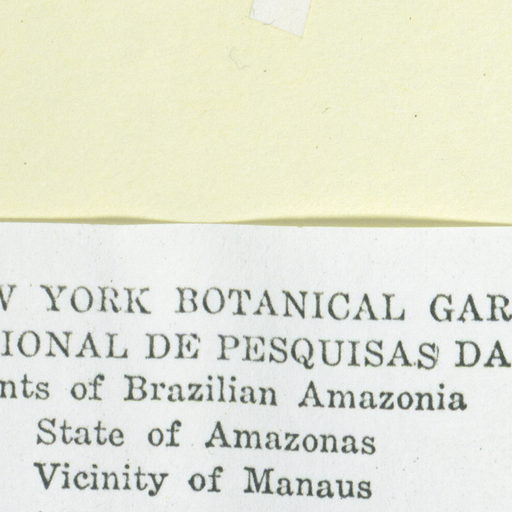 W YORK BOTANICAL GAR
IONAL DE PESQUISAS DA
nts of Brazilian Amazonia
State of Amazonas
Vicinity of Manaus